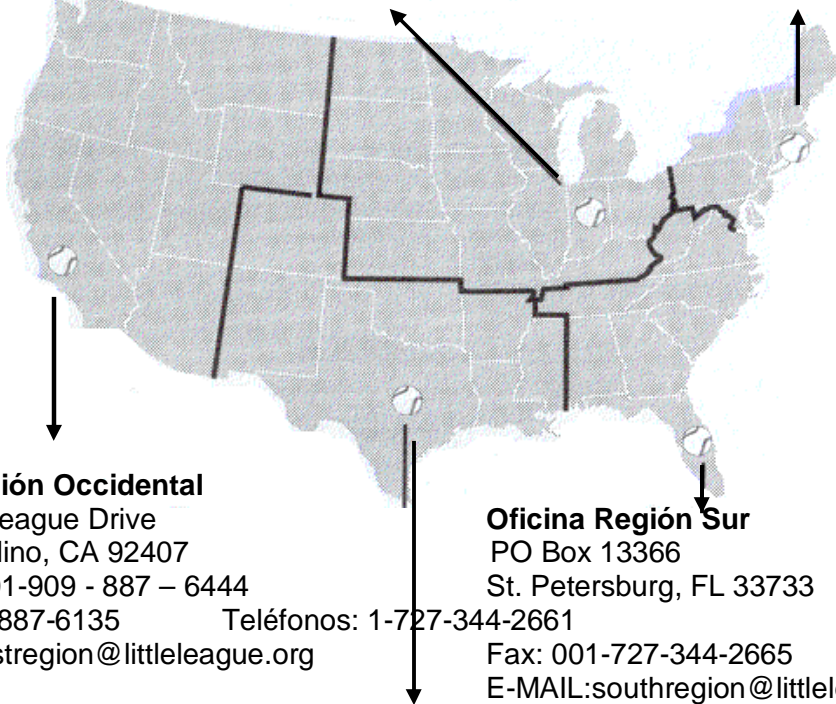 ión Occidental
eague Drive
lino, CA 92407
01-909 - 887 – 6444
887-6135
stregion@littleleague.org
Oficina Región Sur
PO Box 13366
St. Petersburg, FL 33733
Teléfonos: 1-727-344-2661
Fax: 001-727-344-2665
E-MAIL:southregion@littlel